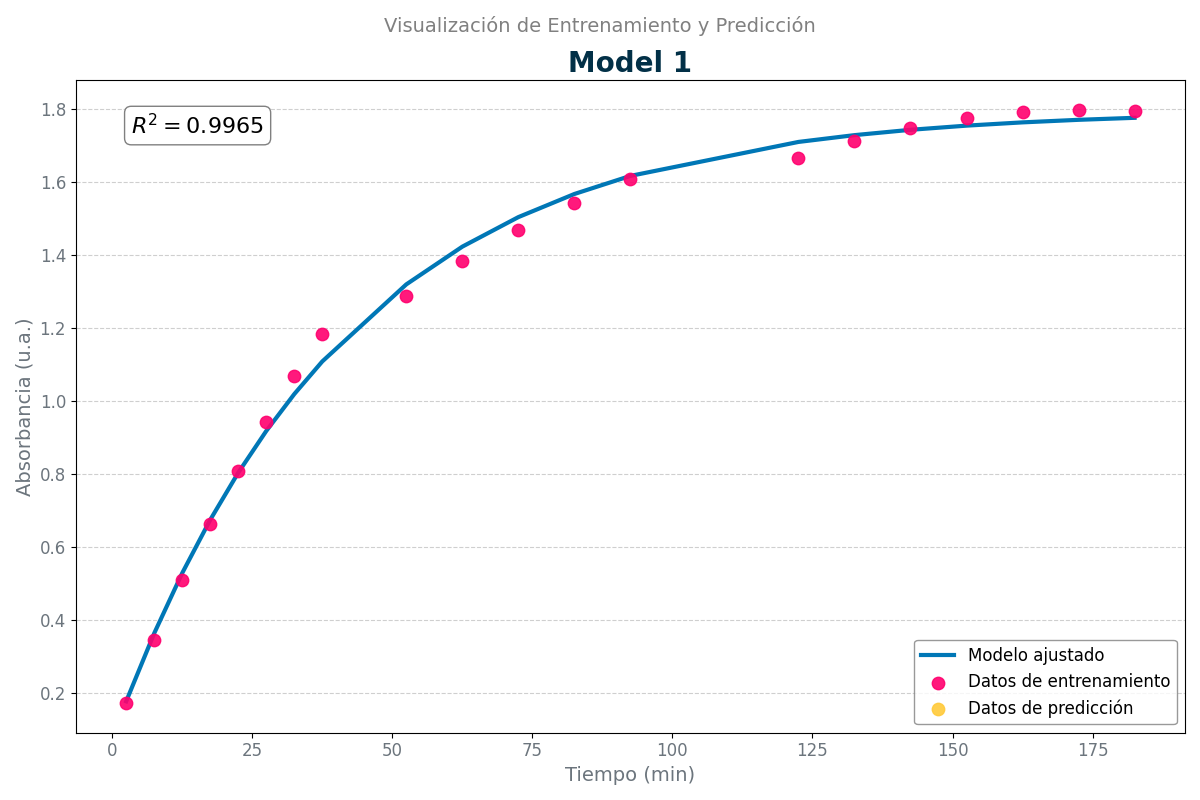 Visualización de Entrenamiento y Predicción
Model 1
R² = 0.9965
Absorbancia (u.a.)
1.8
1.6
1.4
1.2
1.0
0.8
0.6
0.4
0.2
Modelo ajustado
Datos de entrenamiento
Datos de predicción
0 25 50 75 100 125 150 175
Tiempo (min)